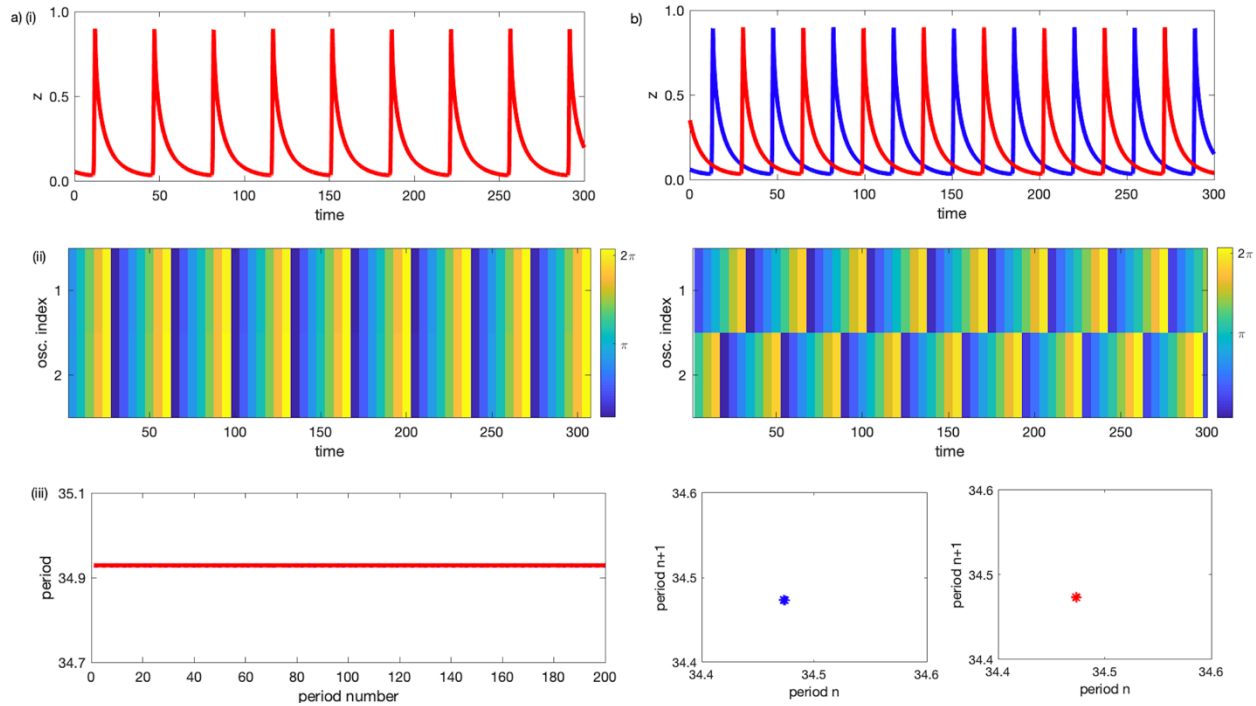 a) (i)
1.0
z
0.5
0.0
0 50 100 150 200 250 300
time
b)
1.0
z
0.5
0.0
0 50 100 150 200 250 300
time
(ii)
osc. index
1
2
50 100 150 200 250 300
time
2π
π
osc. index
1
2
50 100 150 200 250 300
time
2π
π
(iii)
35.1
period
34.9
34.7
0 20 40 60 80 100 120 140 160 180 200
period number
34.6
period n+1
34.5
34.4
34.4 34.5 34.6
period n
34.6
period n+1
34.5
34.4
34.4 34.5 34.6
period n